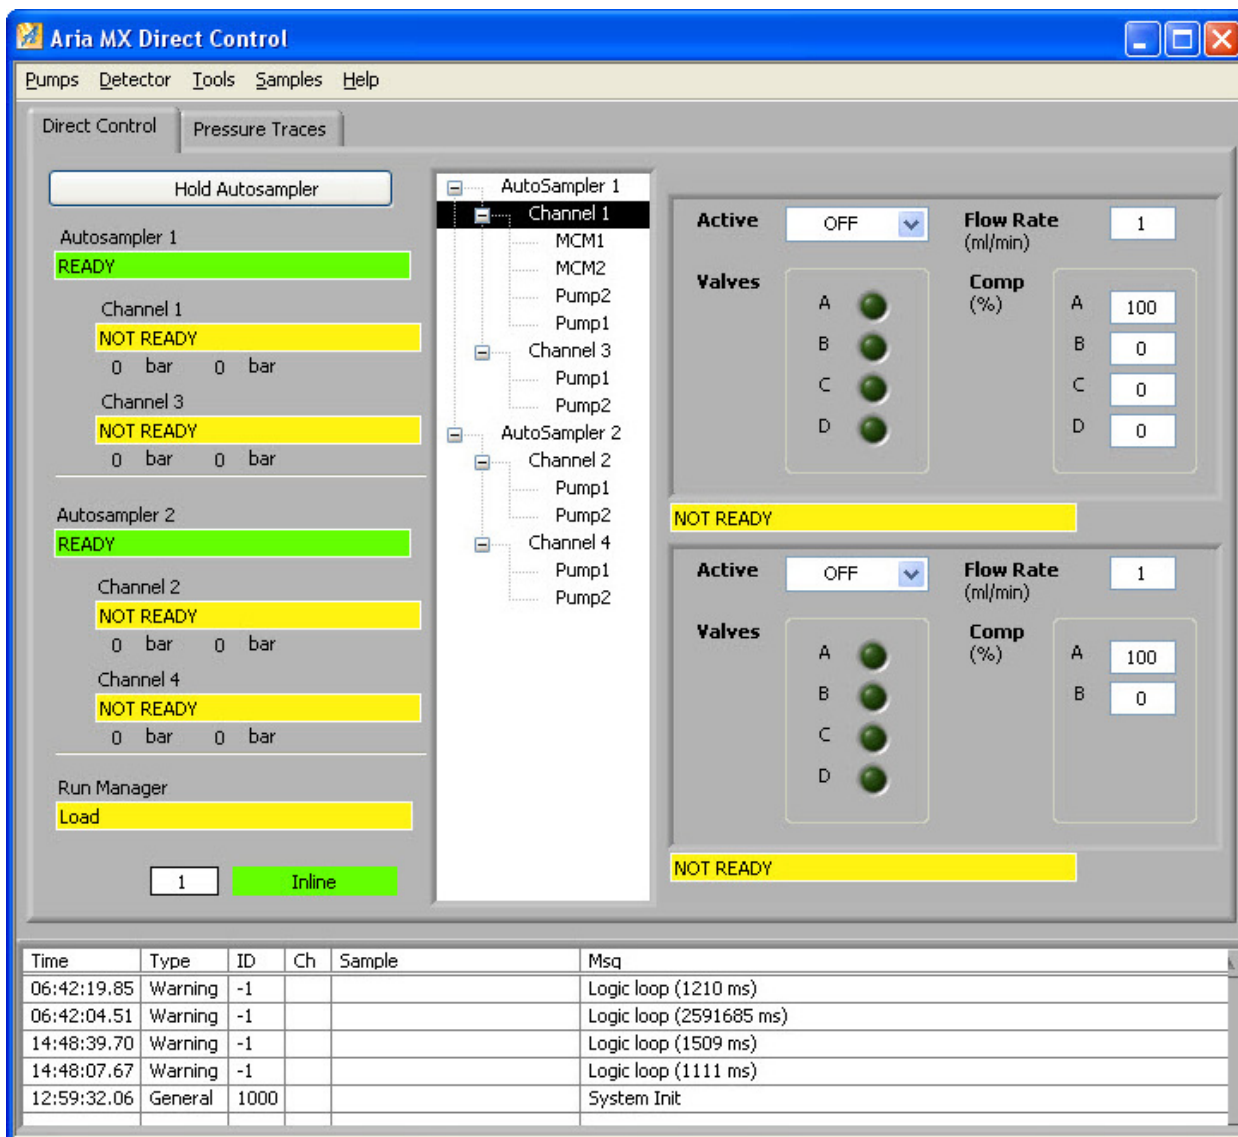 Aria MX Direct Control
Pumps Detector Tools Samples Help
Direct Control Pressure Traces
Hold Autosampler
Autosampler 1
READY
Channel 1
NOT READY
0 bar 0 bar
Channel 3
NOT READY
0 bar 0 bar
Autosampler 2
READY
Channel 2
NOT READY
0 bar 0 bar
Channel 4
NOT READY
0 bar 0 bar
Run Manager
Load
1 Inline
AutoSampler 1
Channel 1
MCM1
MCM2
Pump2
Pump1
Channel 3
Pump1
Pump2
AutoSampler 2
Channel 2
Pump1
Pump2
Channel 4
Pump1
Pump2
Active OFF Flow Rate 1
(ml/min)
Valves Comp
(%)
A A 100
B B 0
C C 0
D D 0
NOT READY
Active OFF Flow Rate 1
(ml/min)
Valves Comp
(%)
A A 100
B B 0
C
D
NOT READY
Time Type ID Ch Sample Msg
06:42:19.85 Warning -1 Logic loop (1210 ms)
06:42:04.51 Warning -1 Logic loop (2591685 ms)
14:48:39.70 Warning -1 Logic loop (1509 ms)
14:48:07.67 Warning -1 Logic loop (1111 ms)
12:59:32.06 General 1000 System Init